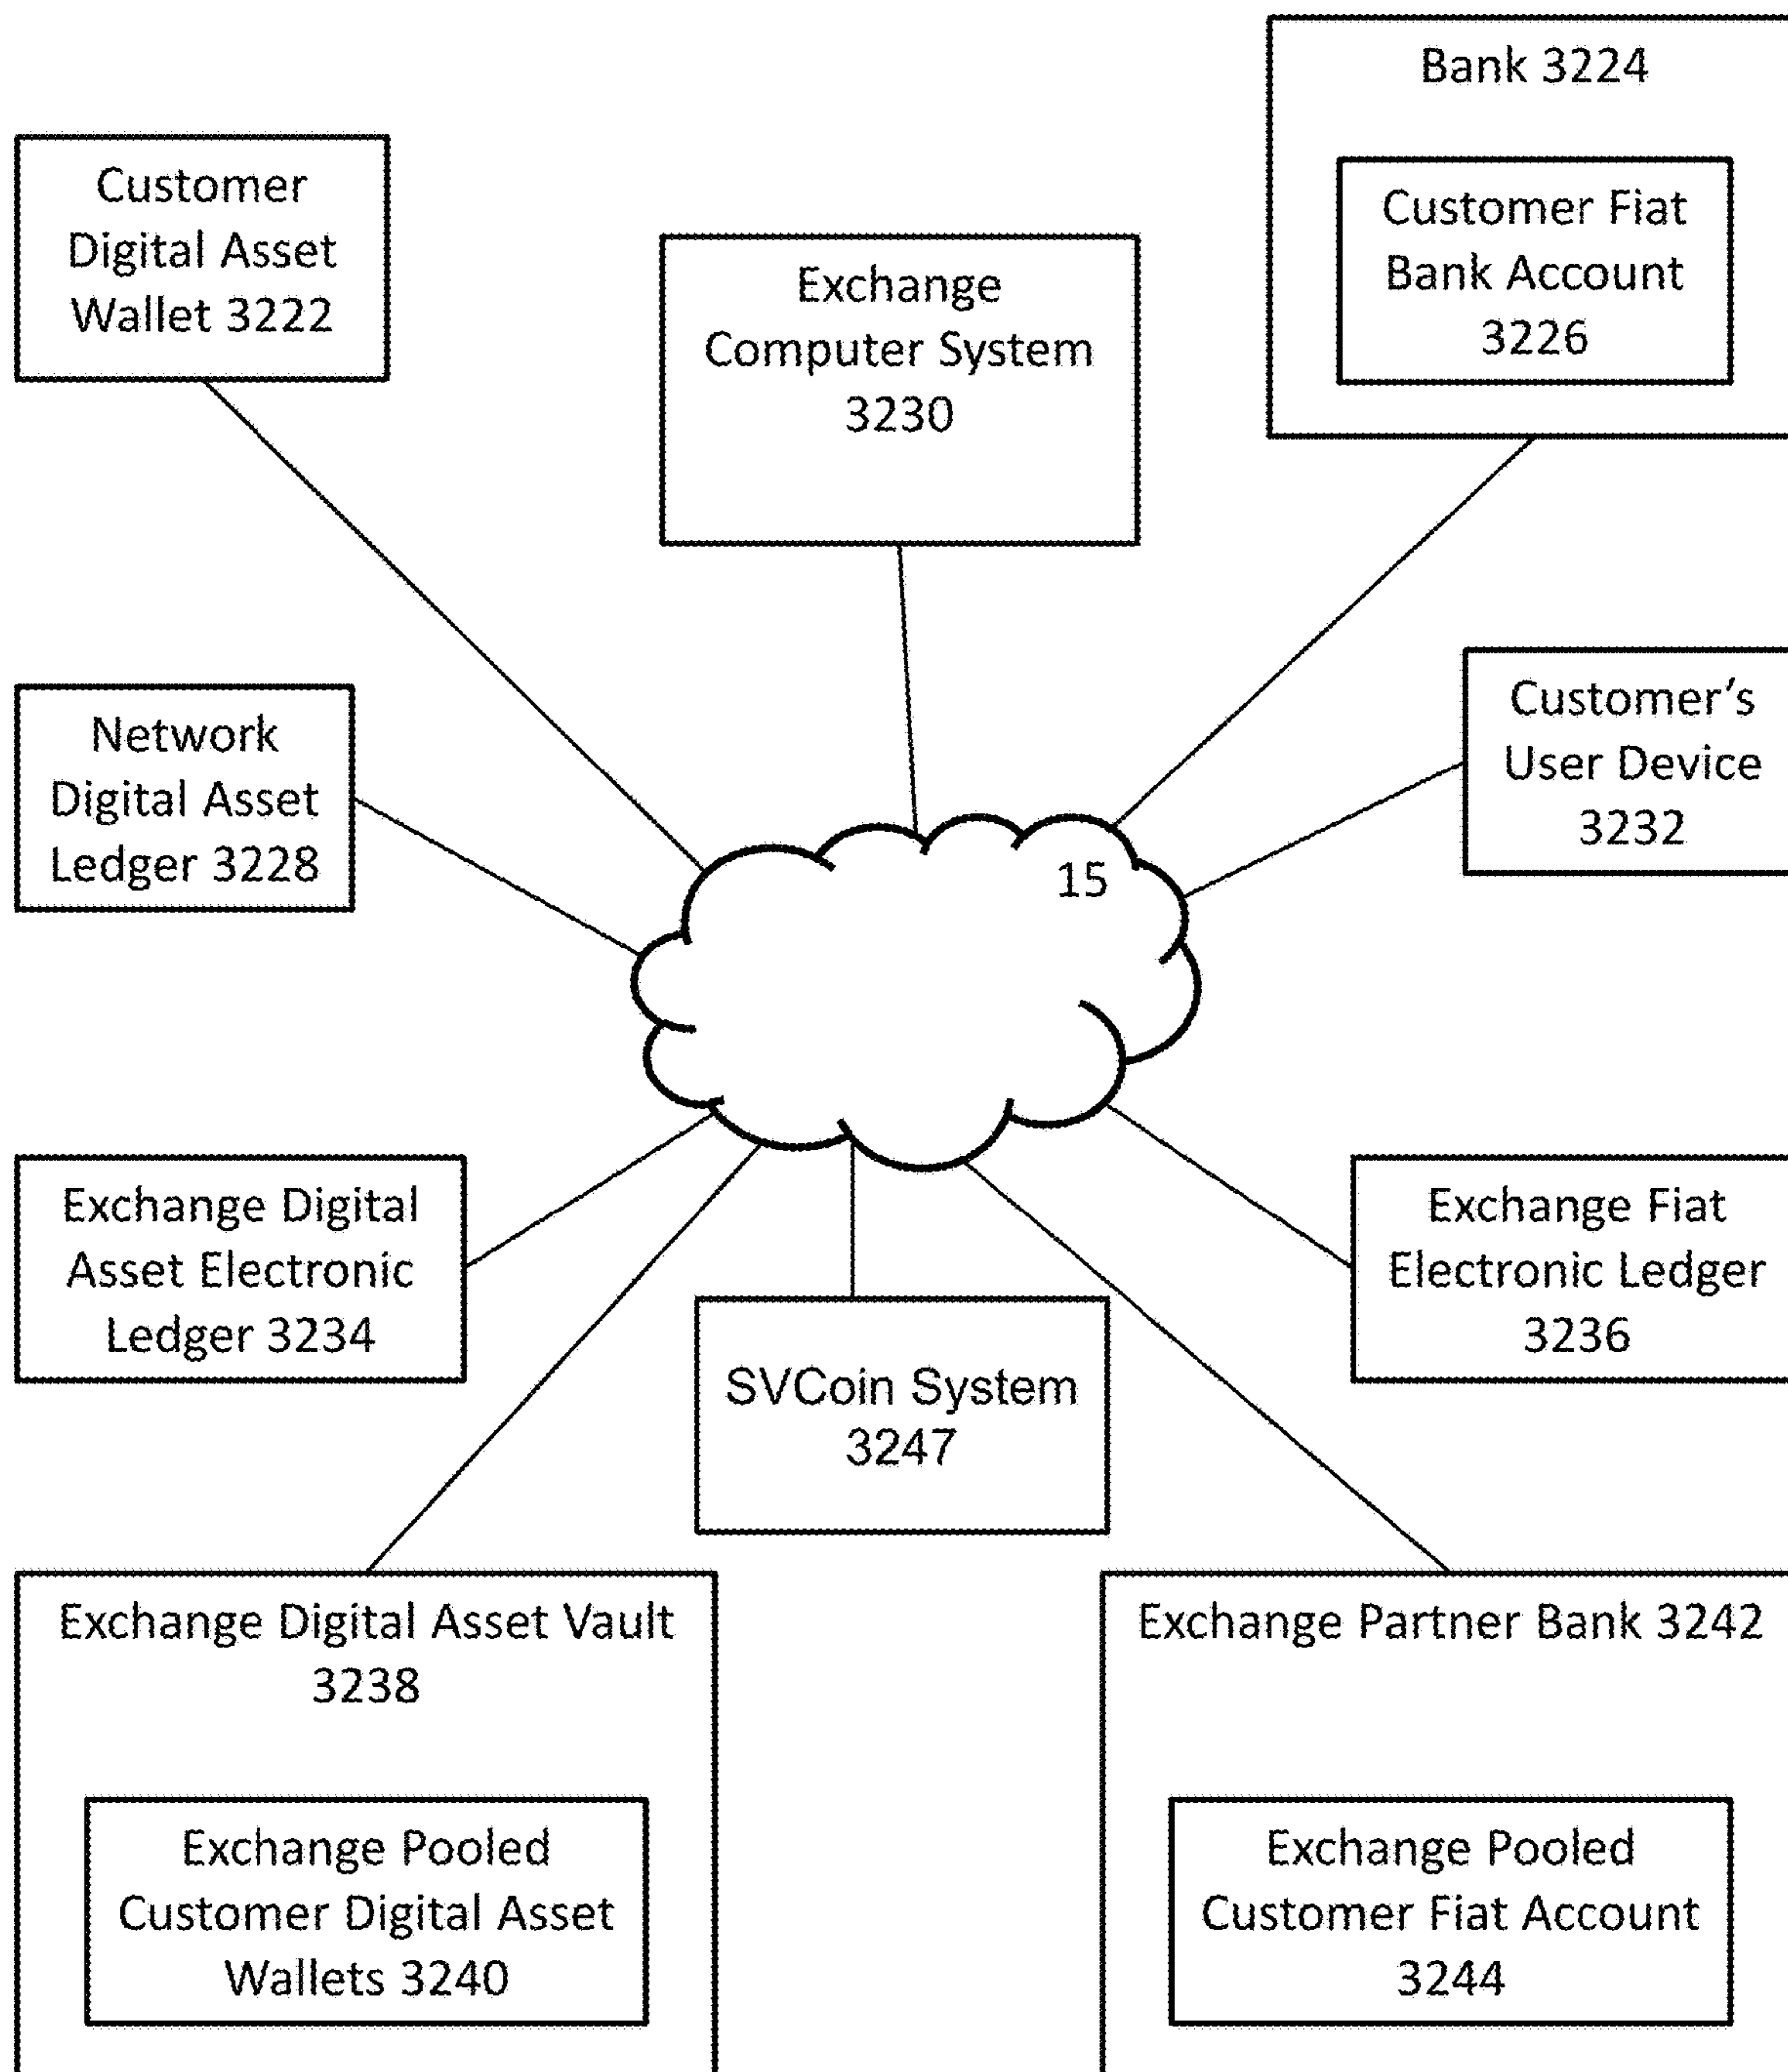 Bank 3224
Customer
Digital Asset
Wallet 3222
Customer Fiat
Bank Account
3226
Exchange
Computer System
3230
Network
Digital Asset
Ledger 3228
Customer’s
User Device
3232
15
Exchange Digital
Asset Electronic
Ledger 3234
Exchange Fiat
Electronic Ledger
3236
SVCoin System
3247
Exchange Digital Asset Vault
3238
Exchange Pooled
Customer Digital Asset
Wallets 3240
Exchange Partner Bank 3242
Exchange Pooled
Customer Fiat Account
3244